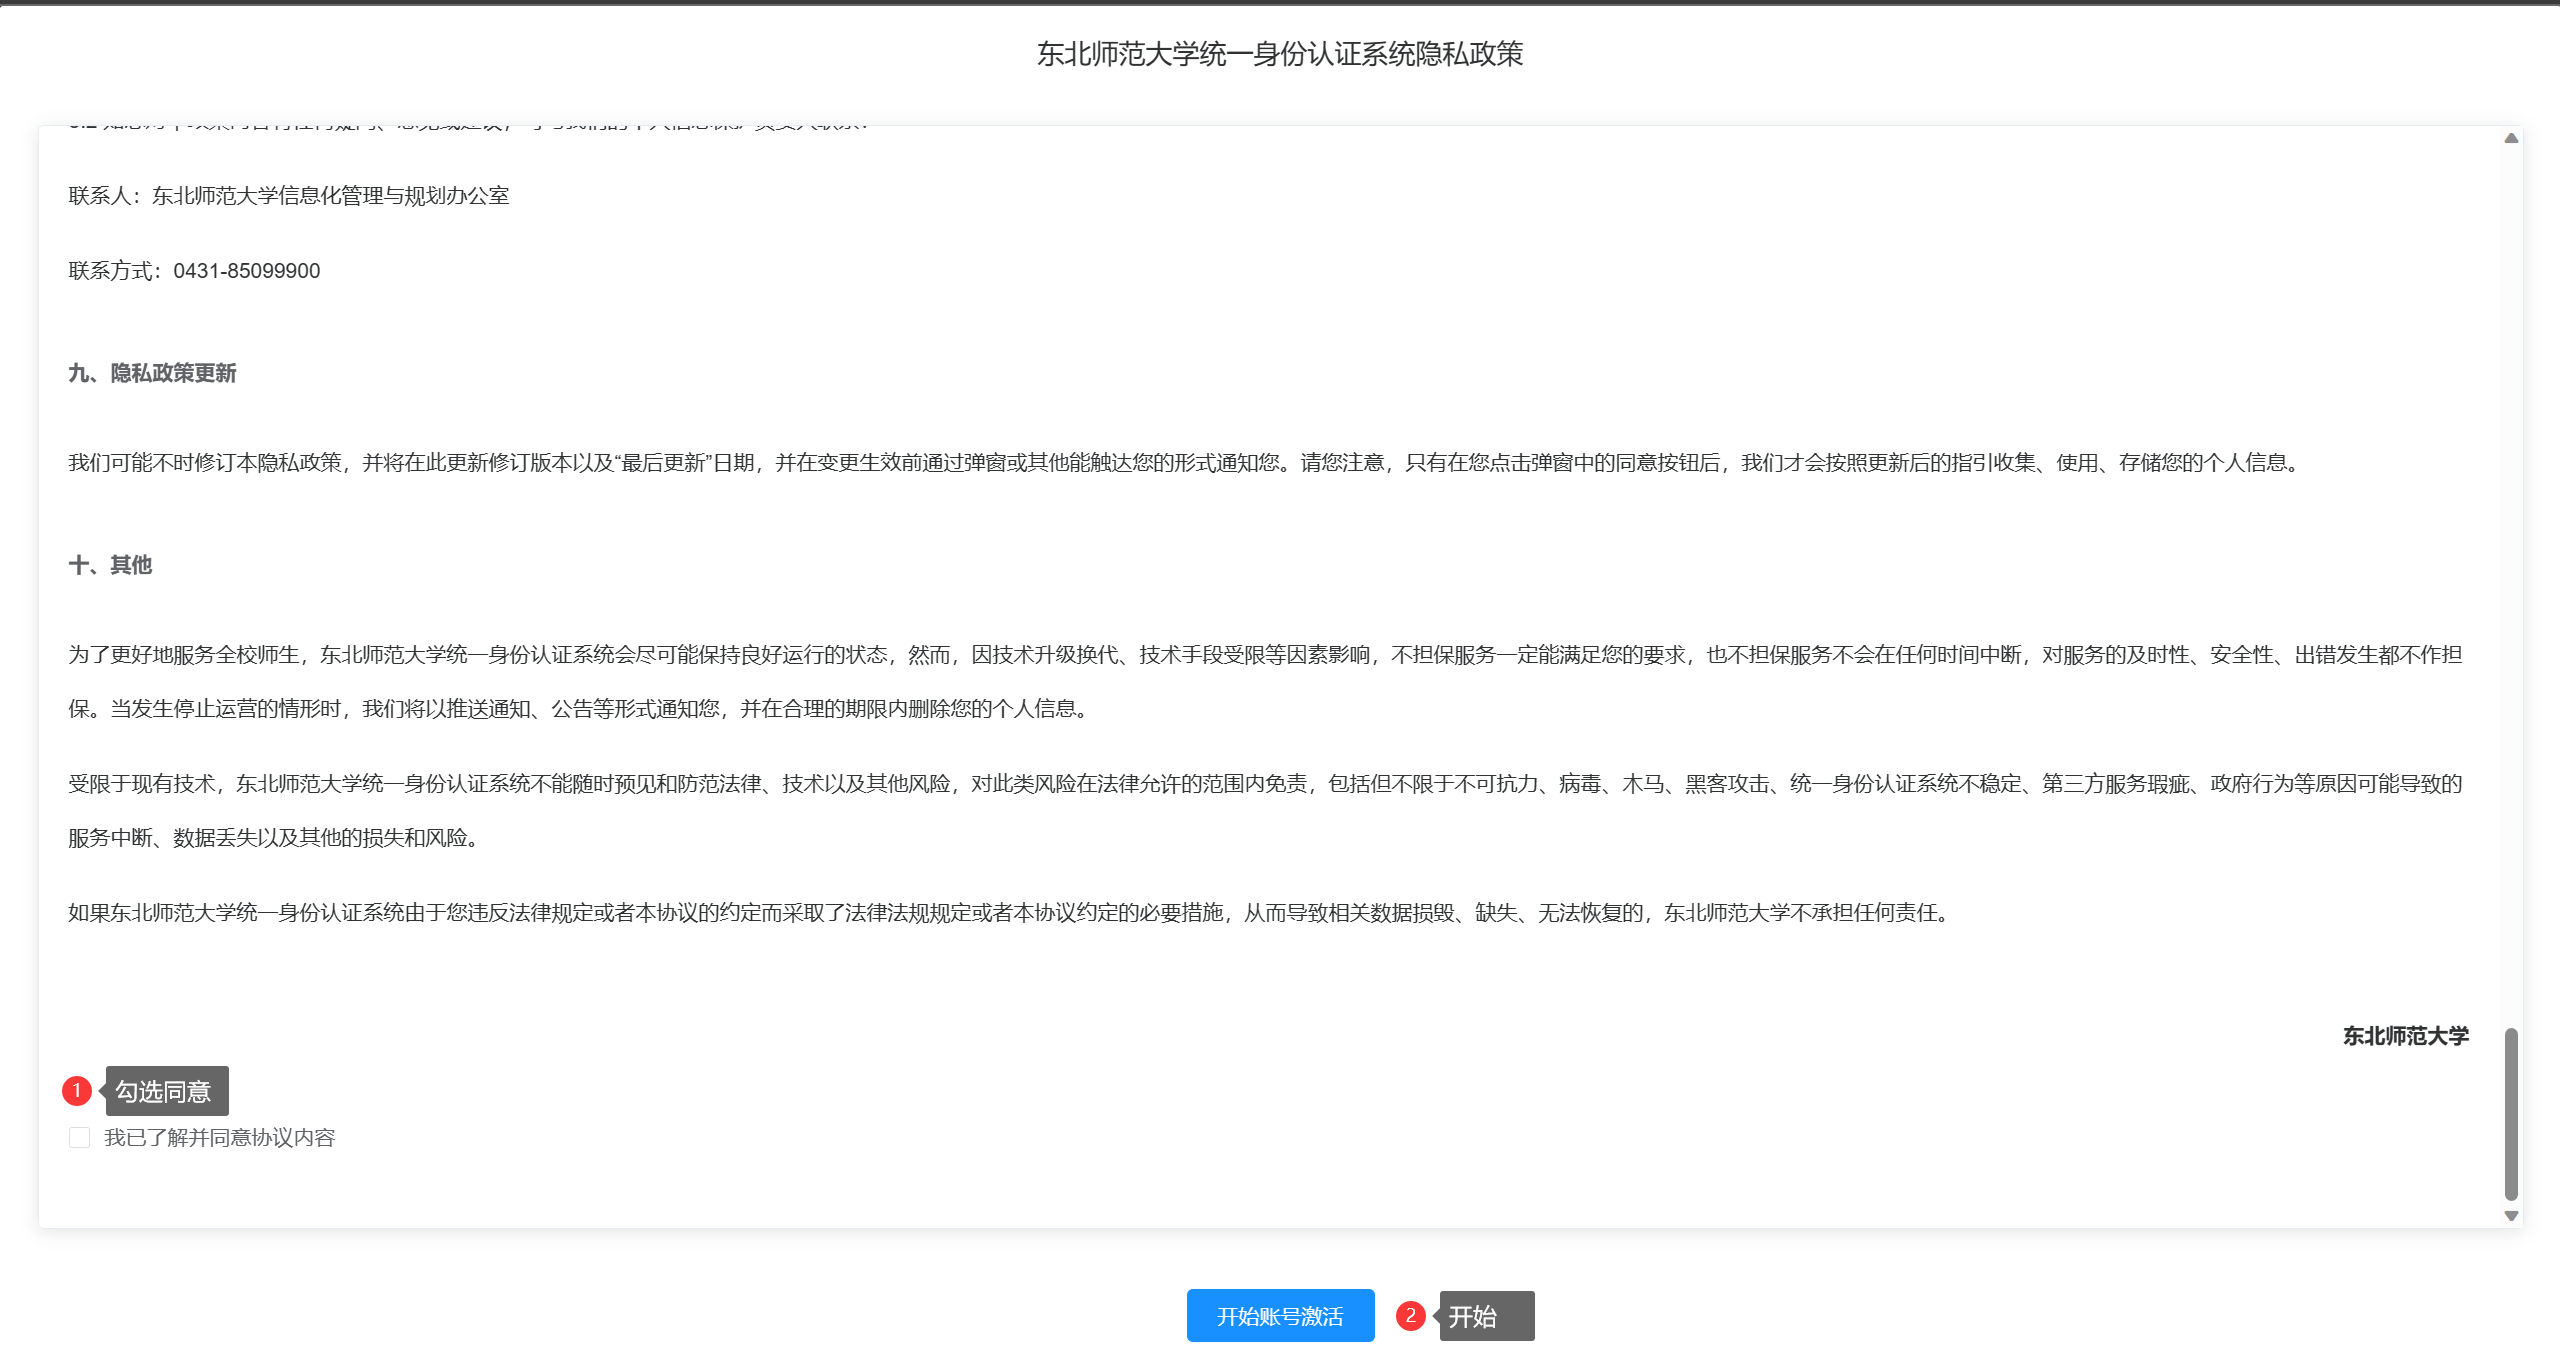 东北师范大学统一身份认证系统隐私政策
联系人：东北师范大学信息化管理与规划办公室
联系方式：0431-85099900
九、隐私政策更新
我们可能不时修订本隐私政策，并将在此更新修订版本以及“最后更新”日期，并在变更生效前通过弹窗或其他能触达您的形式通知您。请您注意，只有在您点击弹窗中的同意按钮后，我们才会按照更新后的指引收集、使用、存储您的个人信息。
十、其他
为了更好地服务全校师生，东北师范大学统一身份认证系统会尽可能保持良好运行的状态，然而，因技术升级换代、技术手段受限等因素影响，不担保服务一定能满足您的要求，也不担保服务不会在任何时间中断，对服务的及时性、安全性、出错发生都不作担
保。当发生停止运营的情形时，我们将以推送通知、公告等形式通知您，并在合理的期限内删除您的个人信息。
受限于现有技术，东北师范大学统一身份认证系统不能随时预见和防范法律、技术以及其他风险，对此类风险在法律允许的范围内免责，包括但不限于不可抗力、病毒、木马、黑客攻击、统一身份认证系统不稳定、第三方服务瑕疵、政府行为等原因可能导致的
服务中断、数据丢失以及其他的损失和风险。
如果东北师范大学统一身份认证系统由于您违反法律规定或者本协议的约定而采取了法律法规规定或者本协议约定的必要措施，从而导致相关数据损毁、缺失、无法恢复的，东北师范大学不承担任何责任。
东北师范大学
1 勾选同意
我已了解并同意协议内容
开始账号激活 2 开始